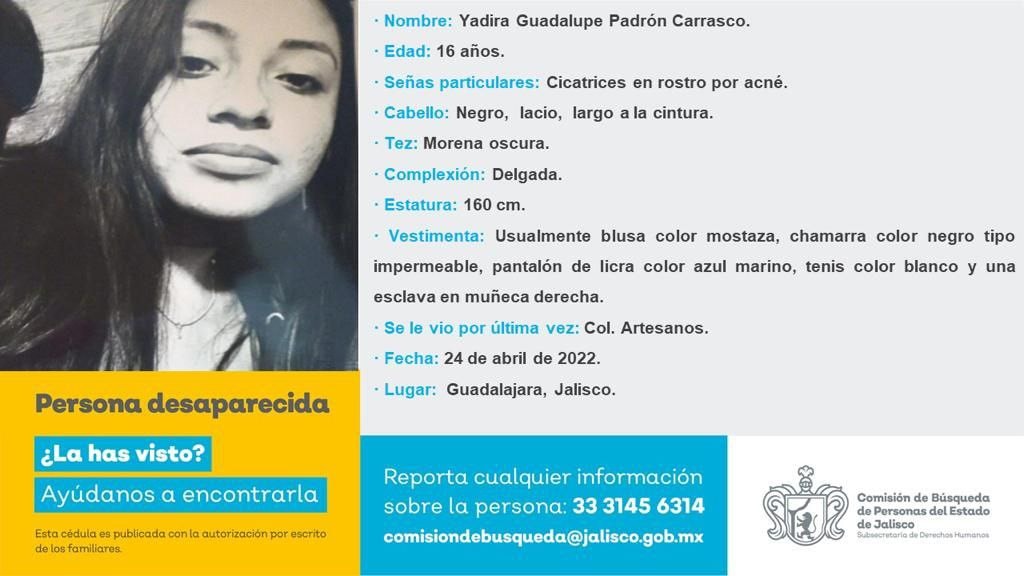 · Nombre: Yadira Guadalupe Padrón Carrasco.
· Edad: 16 años.
· Señas particulares: Cicatrices en rostro por acné.
· Cabello: Negro, lacio, largo a la cintura.
· Tez: Morena oscura.
· Complexión: Delgada.
· Estatura: 160 cm.
· Vestimenta: Usualmente blusa color mostaza, chamarra color negro tipo
impermeable, pantalón de licra color azul marino, tenis color blanco y una
esclava en muñeca derecha.
· Se le vio por última vez: Col. Artesanos.
· Fecha: 24 de abril de 2022.
· Lugar: Guadalajara, Jalisco.
Persona desaparecida
¿La has visto?
Ayúdanos a encontrarla
Esta cédula es publicada con la autorización por escrito
de los familiares.
Reporta cualquier información
sobre la persona: 33 3145 6314
comisiondebusqueda@jalisco.gob.mx
Comisión de Búsqueda
de Personas del Estado
de Jalisco
Subsecretaría de Derechos Humanos